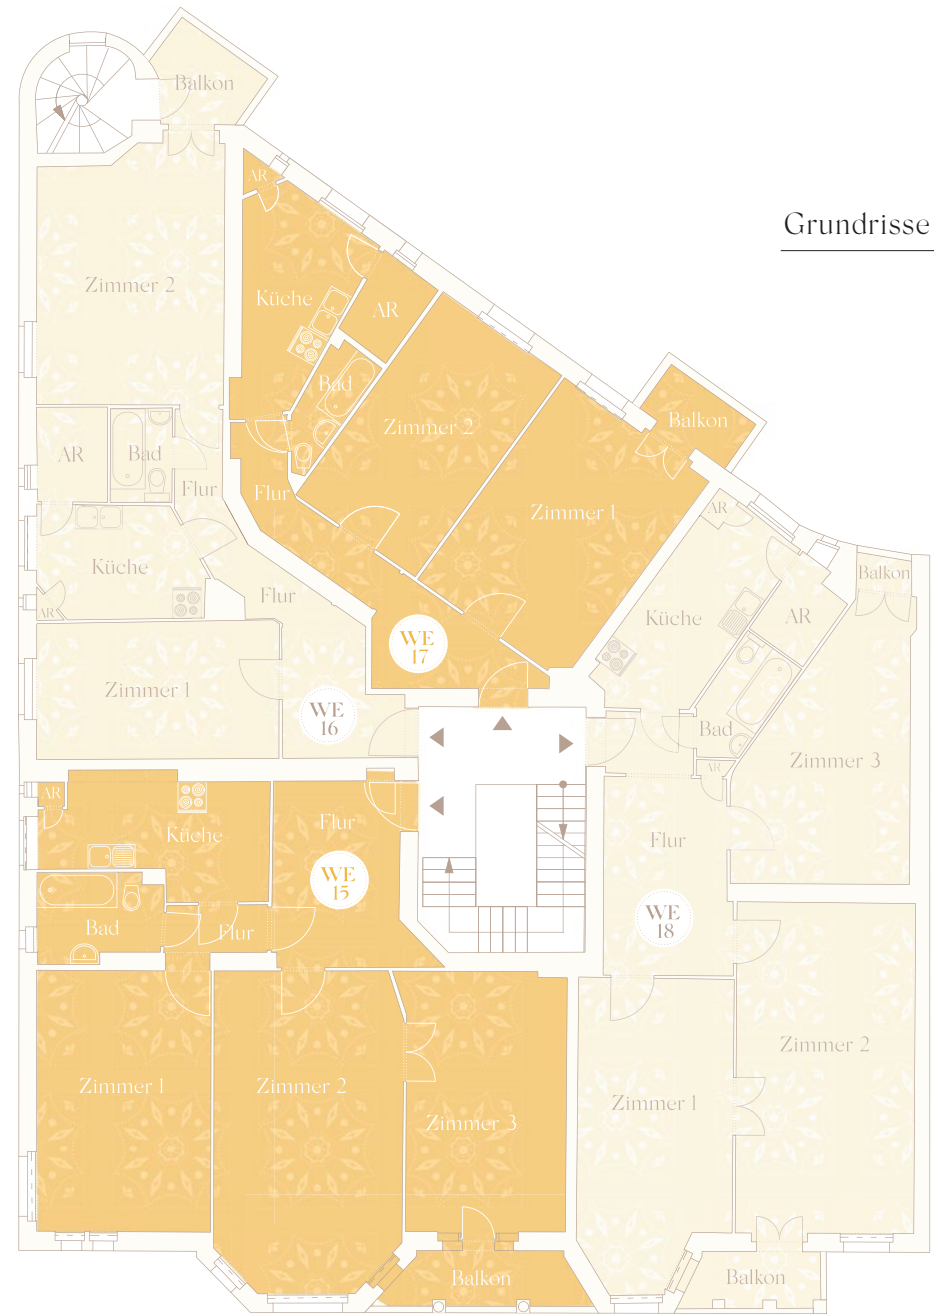 Grundrisse
Balkon
Zimmer 2
AR
Bad
Flur
Küche
AR
Flur
Zimmer 1
WE
16
AR
Küche
AR
Bad
Zimmer 2
Flur
Zimmer 1
Balkon
WE
17
AR
Balkon
Küche
AR
Bad
AR
Zimmer 3
Flur
WE
18
Zimmer 2
Zimmer 1
Balkon
AR
Küche
Flur
WE
15
Bad
Flur
Zimmer 1
Zimmer 2
Zimmer 3
Balkon